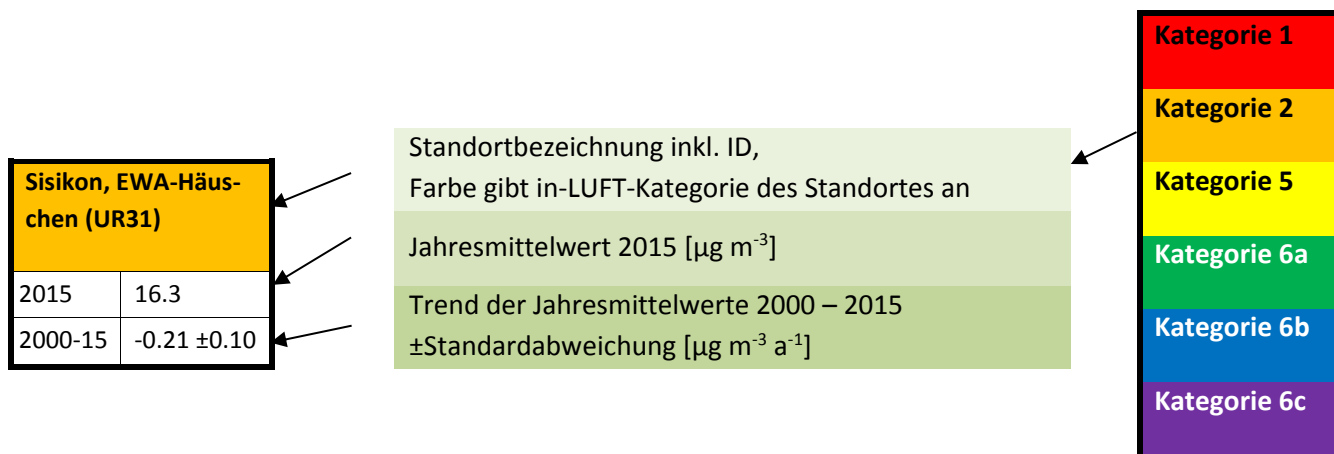 Sisikon, EWA-Häus-
chen (UR31)
2015 16.3
2000-15 -0.21 ±0.10
Standortbezeichnung inkl. ID,
Farbe gibt in-LUFT-Kategorie des Standortes an
Jahresmittelwert 2015 [µg m⁻³]
Trend der Jahresmittelwerte 2000 – 2015
±Standardabweichung [µg m⁻³ a⁻¹]
Kategorie 1
Kategorie 2
Kategorie 5
Kategorie 6a
Kategorie 6b
Kategorie 6c